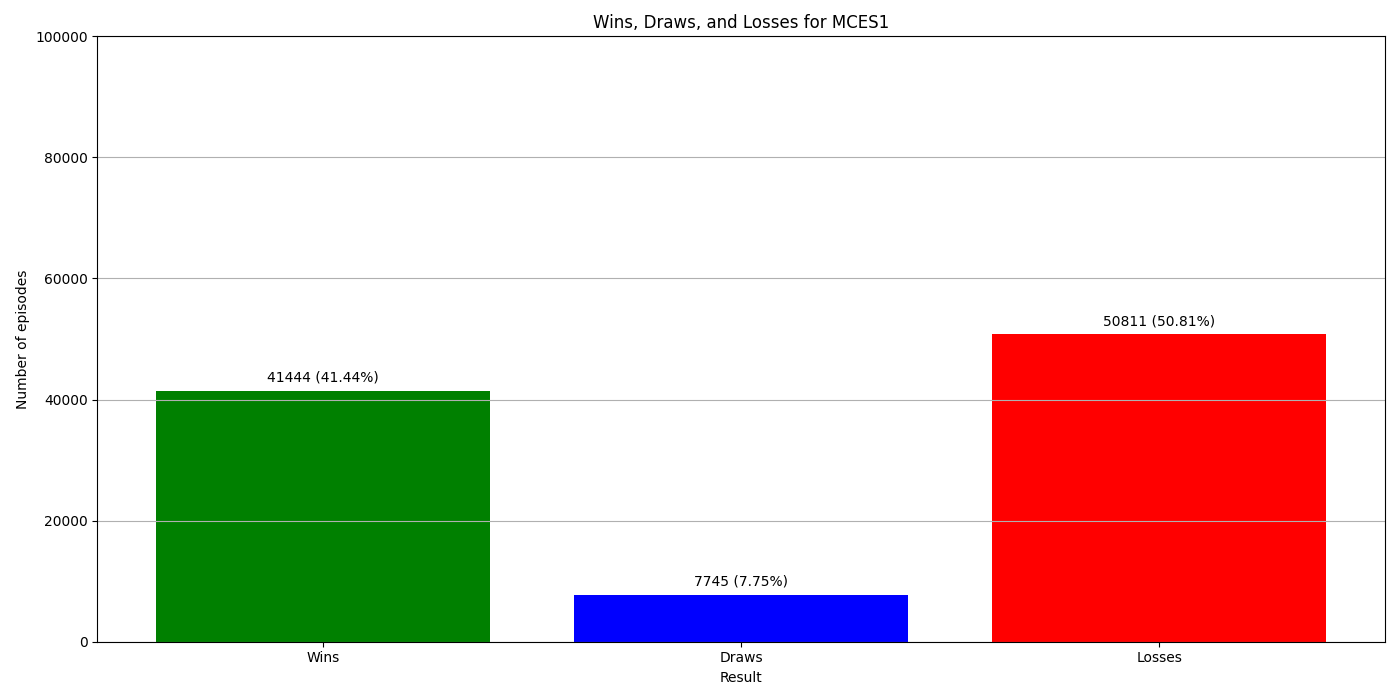 Wins, Draws, and Losses for MCES1
100000
80000
60000
40000
20000
0
Number of episodes
41444 (41.44%)
7745 (7.75%)
50811 (50.81%)
Wins
Draws
Losses
Result